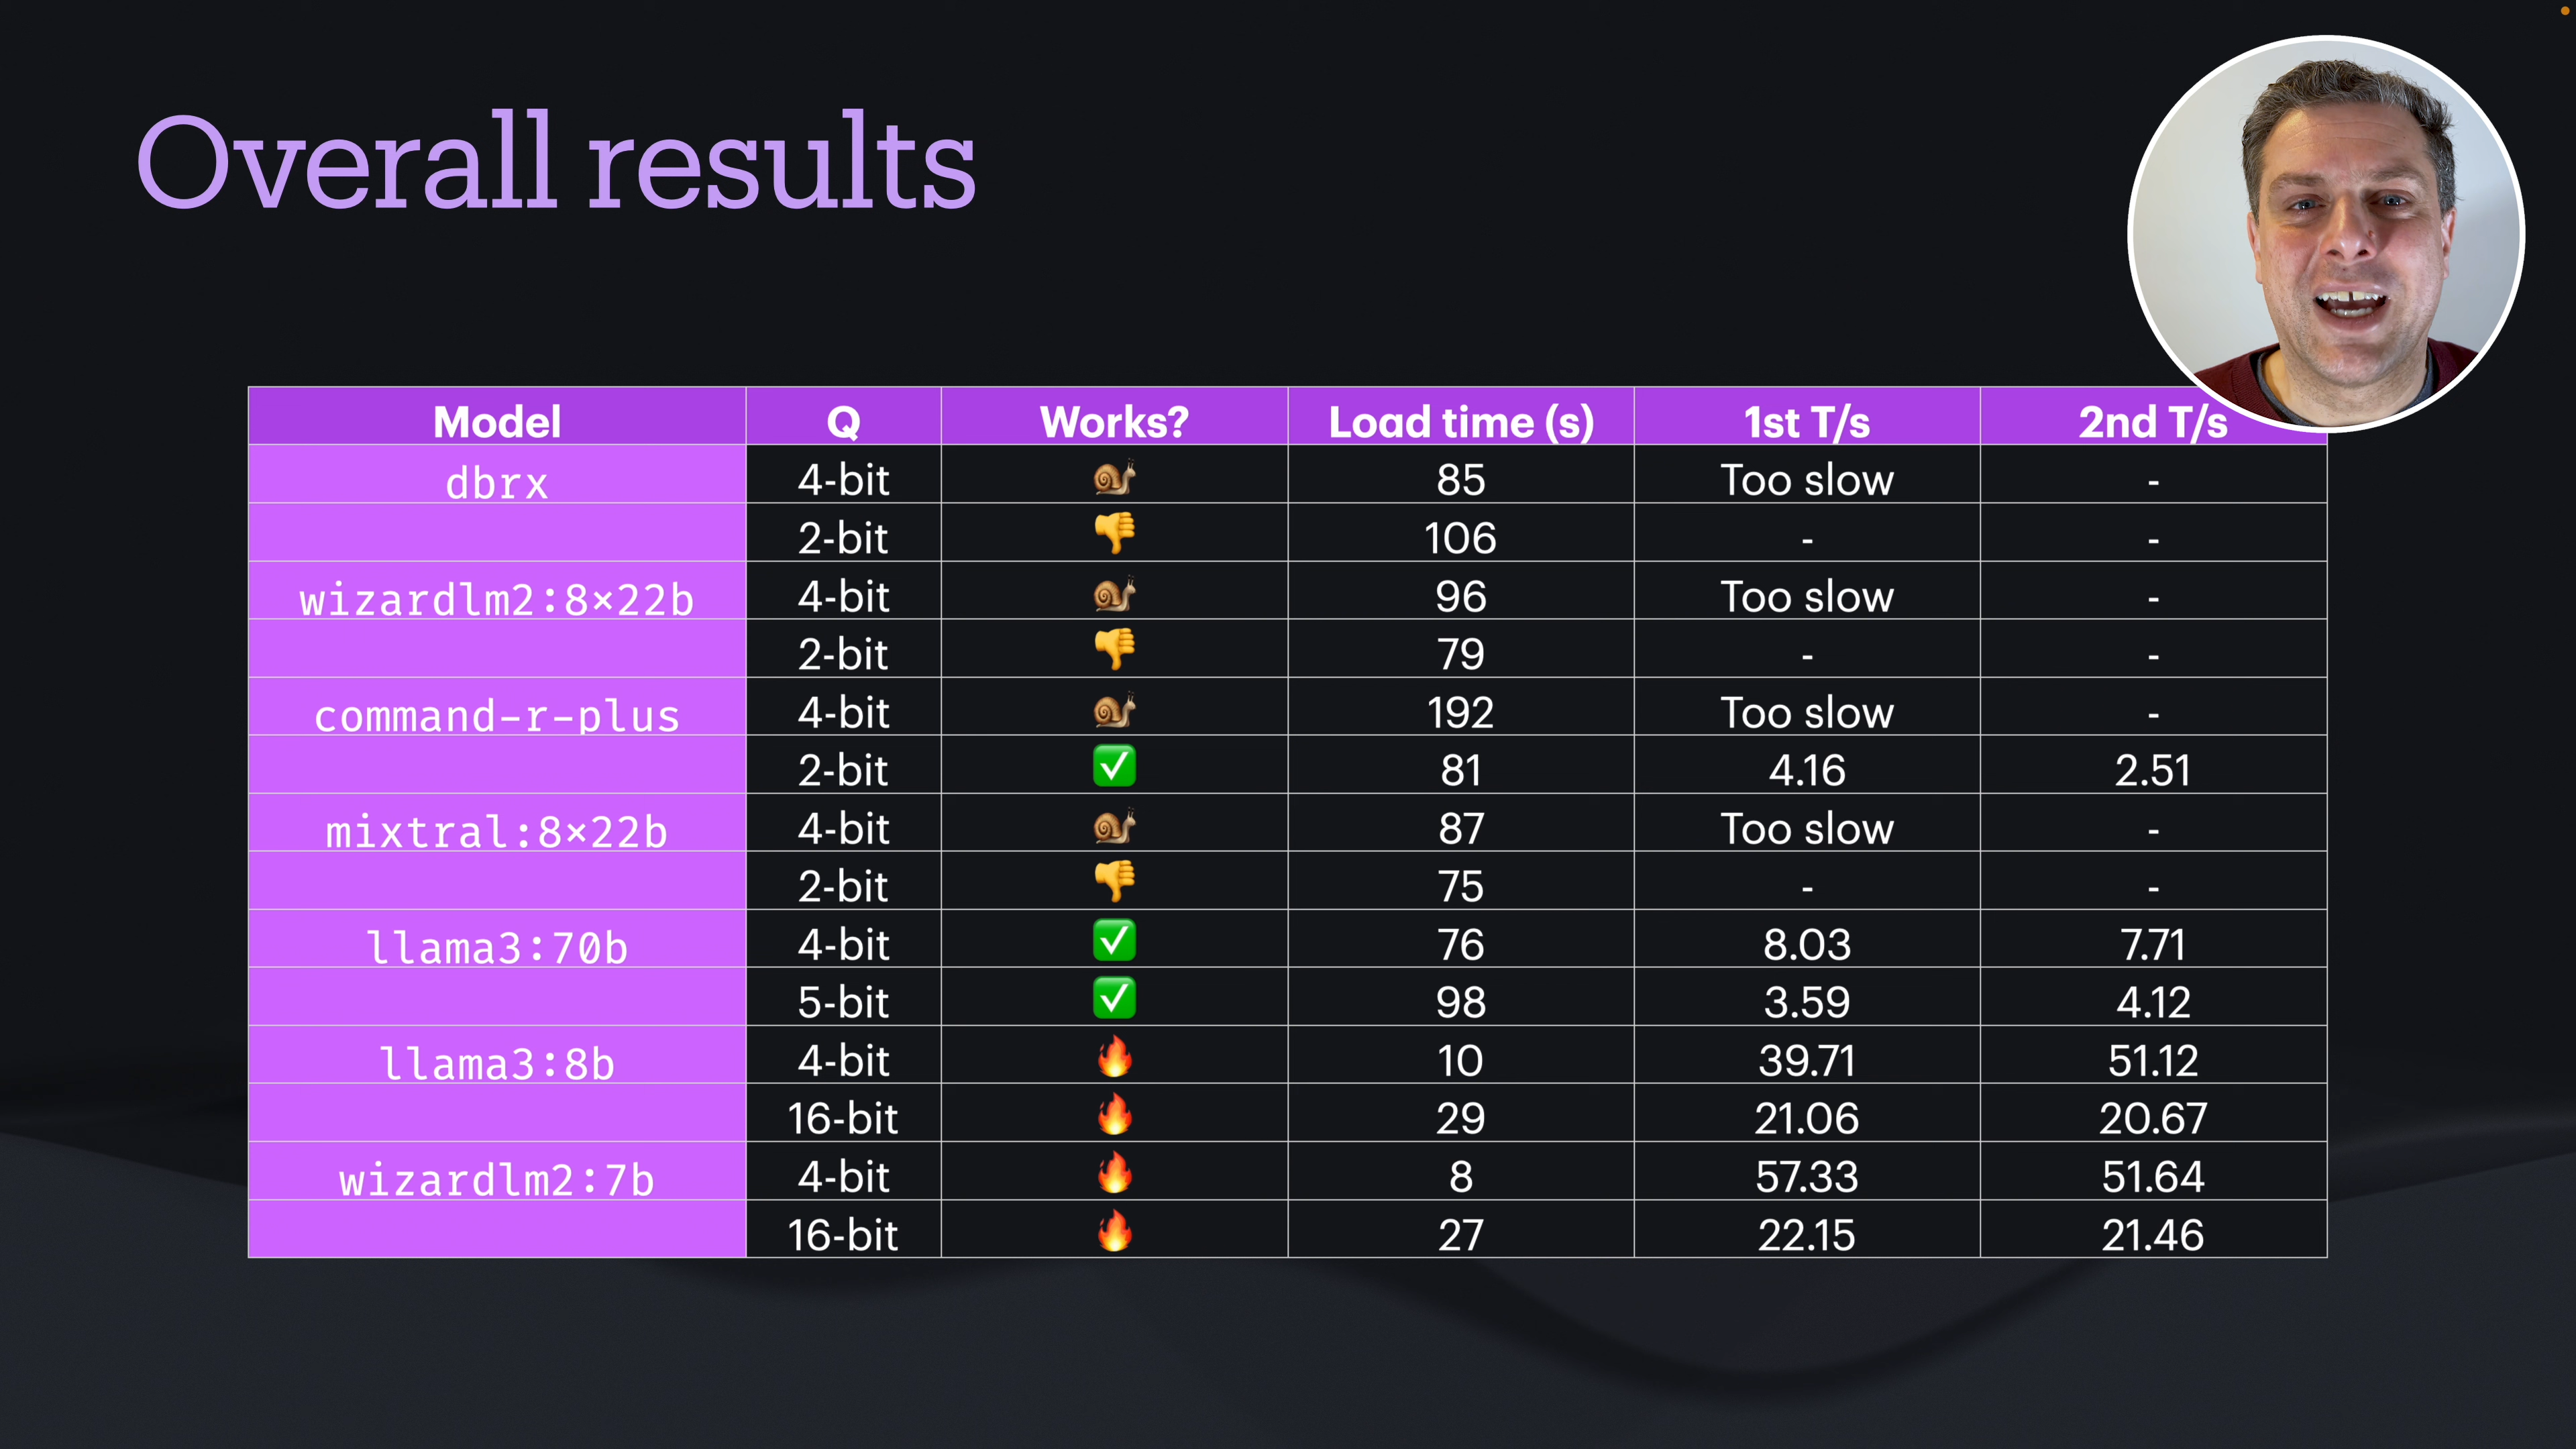 Overall results
Model Q Works? Load time (s) 1st T/s 2nd T/s
dbrx 4-bit 🐌 85 Too slow -
2-bit 👎 106 - -
wizardlm2:8×22b 4-bit 🐌 96 Too slow -
2-bit 👎 79 - -
command-r-plus 4-bit 🐌 192 Too slow -
2-bit ✅ 81 4.16 2.51
mixtral:8×22b 4-bit 🐌 87 Too slow -
2-bit 👎 75 - -
llama3:70b 4-bit ✅ 76 8.03 7.71
5-bit ✅ 98 3.59 4.12
llama3:8b 4-bit 🔥 10 39.71 51.12
16-bit 🔥 29 21.06 20.67
wizardlm2:7b 4-bit 🔥 8 57.33 51.64
16-bit 🔥 27 22.15 21.46